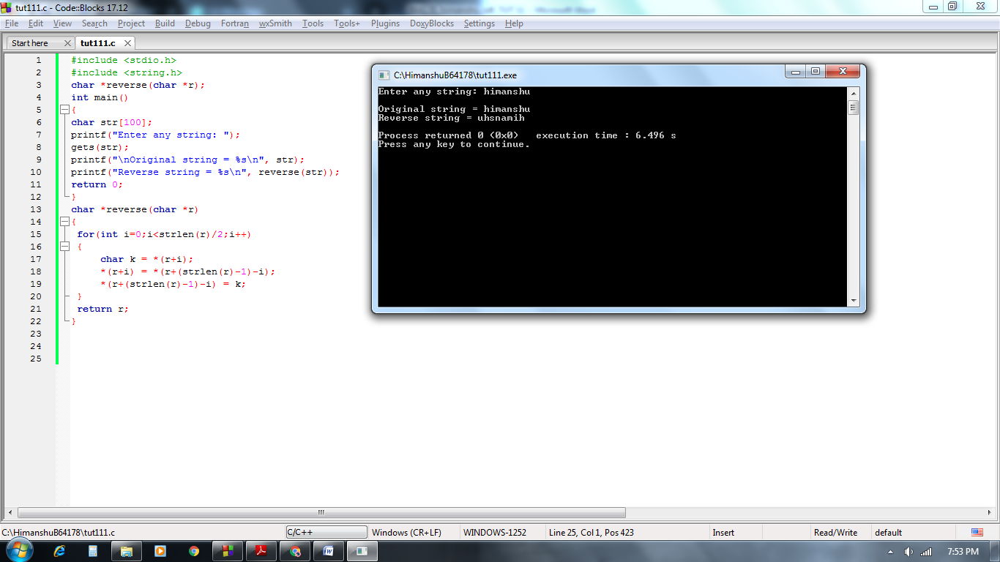 tut111.c - Code::Blocks 17.12
File Edit View Search Project Build Debug Fortran wxSmith Tools Tools+ Plugins DoxyBlocks Settings Help
Start here tut111.c
1 #include <stdio.h>
2 #include <string.h>
3 char *reverse(char *r);
4 int main()
5 {
6 char str[100];
7 printf("Enter any string: ");
8 gets(str);
9 printf("\nOriginal string = %s\n", str);
10 printf("Reverse string = %s\n", reverse(str));
11 return 0;
12 }
13 char *reverse(char *r)
14 {
15 for(int i=0;i<strlen(r)/2;i++)
16 {
17 char k = *(r+i);
18 *(r+i) = *(r+(strlen(r)-1)-i);
19 *(r+(strlen(r)-1)-i) = k;
20 }
21 return r;
22 }
23
24
25
C:\HimanshuB64178\tut111.exe
Enter any string: himanshu
Original string = himanshu
Reverse string = uhsnamih
Process returned 0 (0x0) execution time : 6.496 s
Press any key to continue.
C:\HimanshuB64178\tut111.c C/C++ Windows (CR+LF) WINDOWS-1252 Line 25, Col 1, Pos 423 Insert Read/Write default
7:53 PM